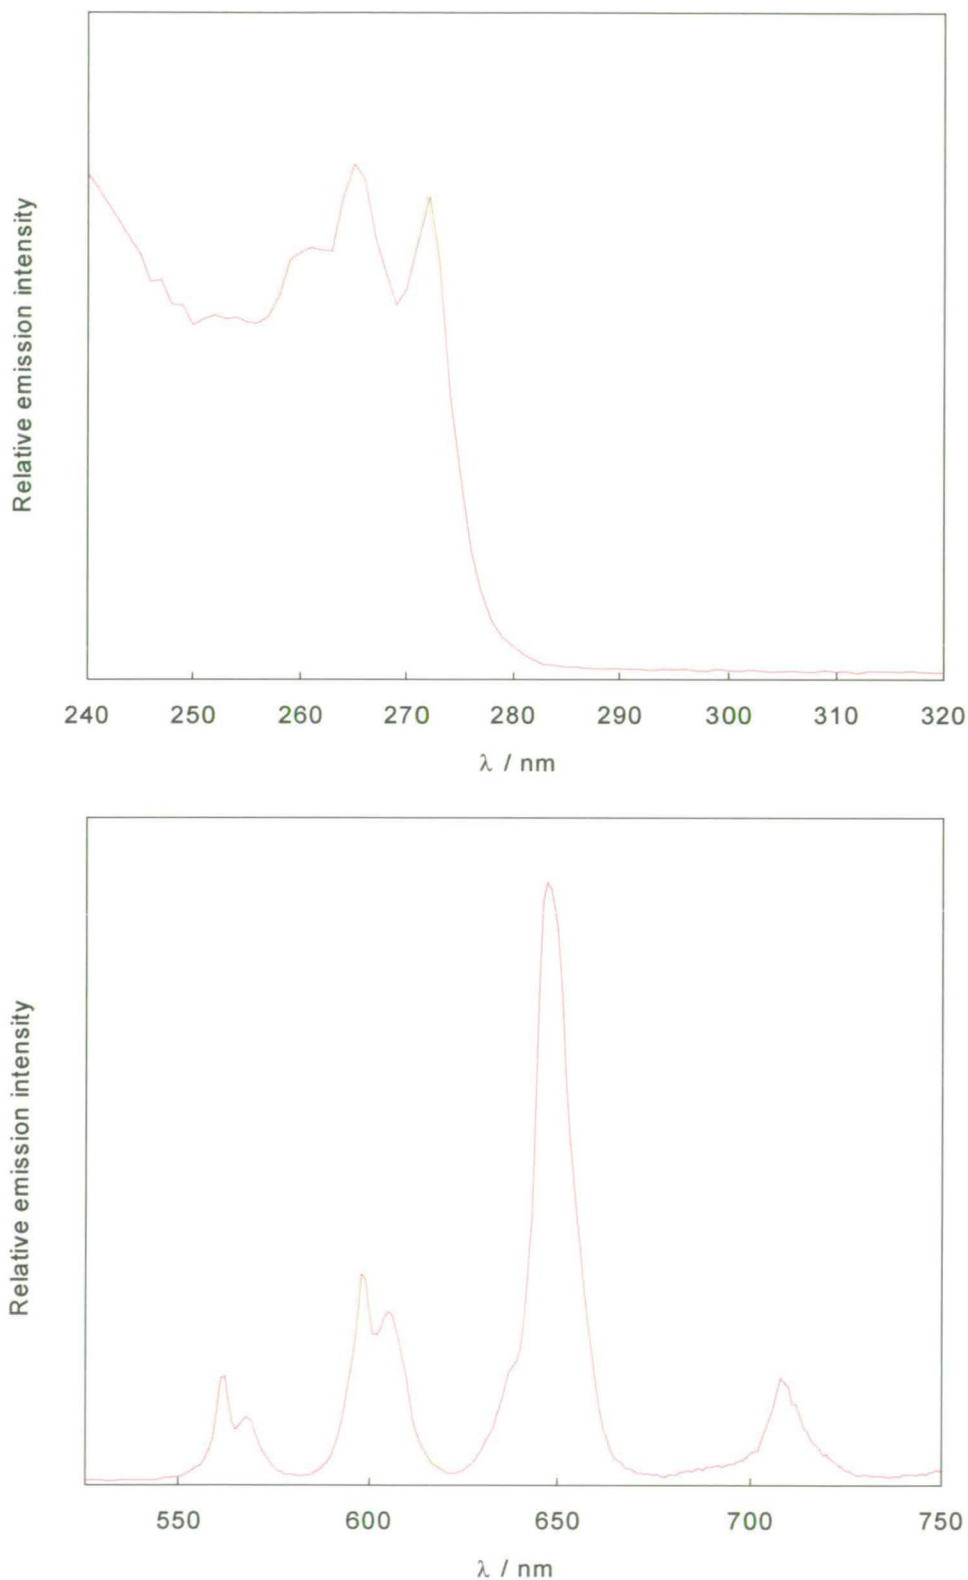 Relative emission intensity
240 250 260 270 280 290 300 310 320
λ / nm
Relative emission intensity
550 600 650 700 750
λ / nm